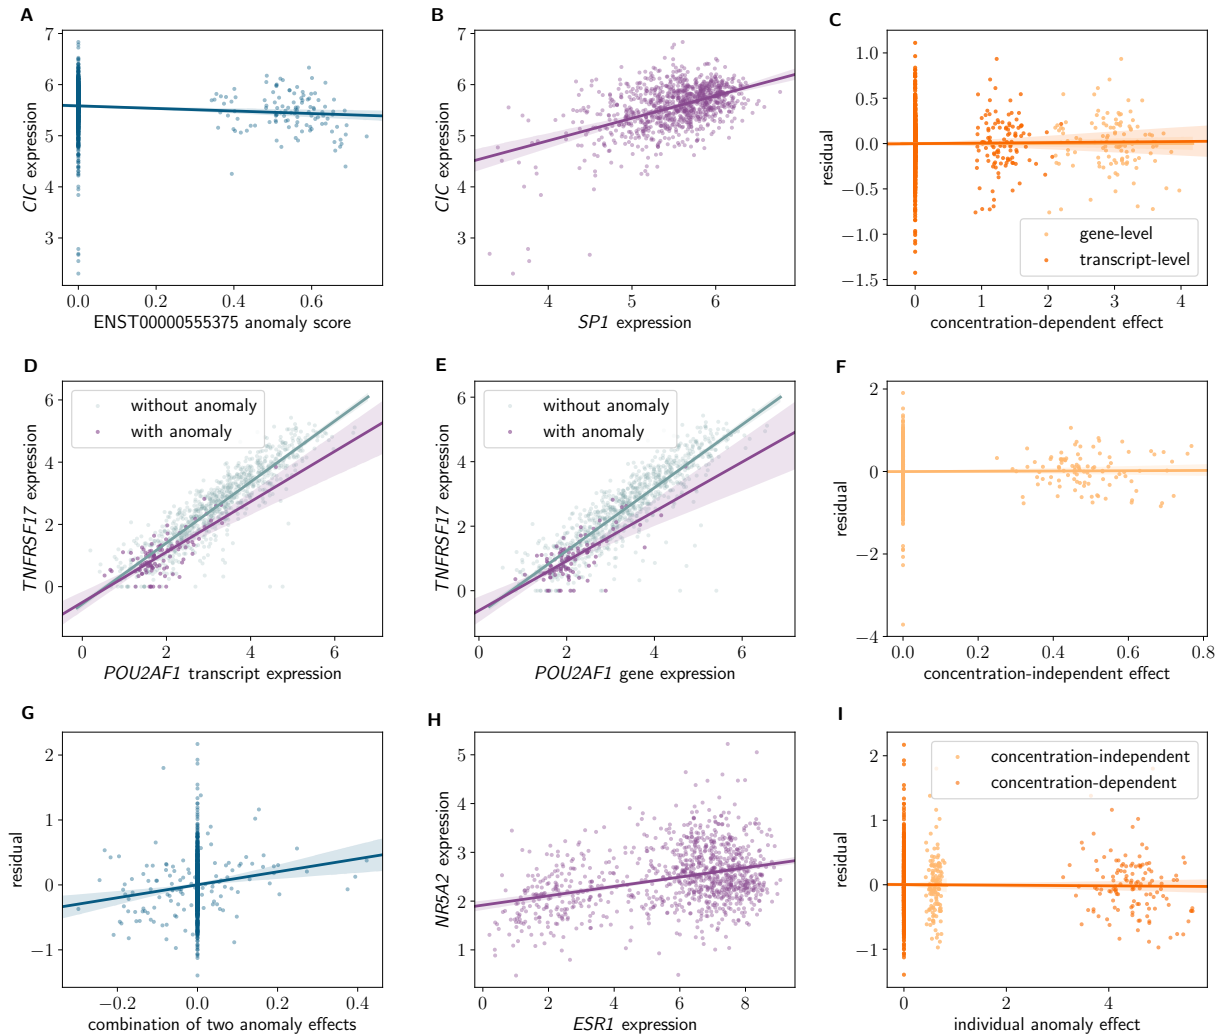 A
CIC expression
7
6
5
4
3
0.0 0.2 0.4 0.6
ENST00000555375 anomaly score
B
CIC expression
7
6
5
4
3
4 5 6
SP1 expression
C
residual
1.0
0.5
0.0
−0.5
−1.0
−1.5
gene-level
transcript-level
0 1 2 3 4
concentration-dependent effect
D
TNFRSF17 expression
6
4
2
0
without anomaly
with anomaly
0 2 4 6
POU2AF1 transcript expression
E
TNFRSF17 expression
6
4
2
0
without anomaly
with anomaly
0 2 4 6
POU2AF1 gene expression
F
residual
2
0
−2
−4
0.0 0.2 0.4 0.6 0.8
concentration-independent effect
G
residual
2
1
0
−1
−0.2 0.0 0.2 0.4
combination of two anomaly effects
H
NR5A2 expression
5
4
3
2
1
0 2 4 6 8
ESR1 expression
I
residual
2
1
0
−1
concentration-independent
concentration-dependent
0 2 4
individual anomaly effect